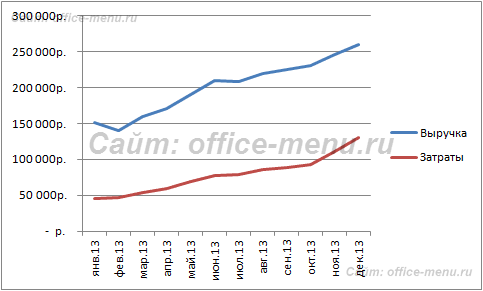 300 000р.
Сайт: office-menu.ru
250 000р.
200 000р.
150 000р.
100 000р.
50 000р.
- р.
Сайт: office-menu.ru
Выручка
Затраты
янв.13
фев.13
мар.13
апр.13
май.13
июн.13
июл.13
авг.13
сен.13
окт.13
ноя.13
дек.13
Сайт: office-menu.ru